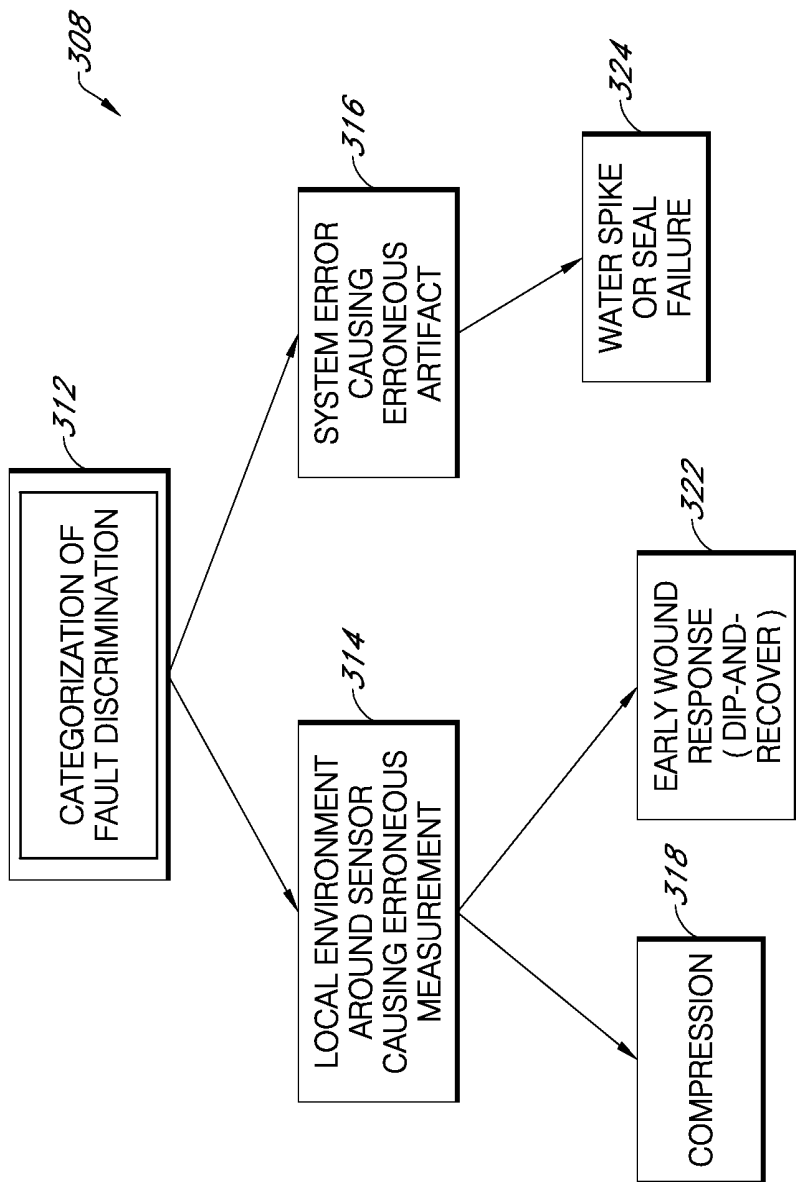 308
312
CATEGORIZATION OF
FAULT DISCRIMINATION
314
LOCAL ENVIRONMENT
AROUND SENSOR
CAUSING ERRONEOUS
MEASUREMENT
316
SYSTEM ERROR
CAUSING
ERRONEOUS
ARTIFACT
318
COMPRESSION
322
EARLY WOUND
RESPONSE
( DIP-AND-
RECOVER )
324
WATER SPIKE
OR SEAL
FAILURE